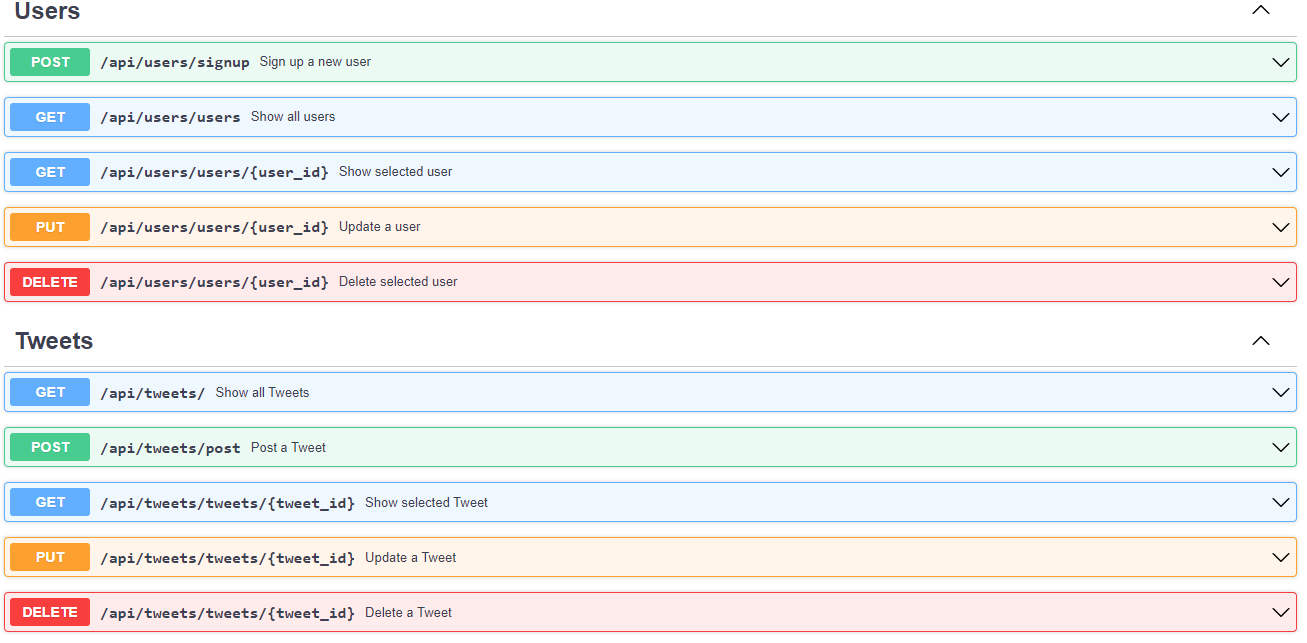 Users
POST /api/users/signup Sign up a new user
GET /api/users/users Show all users
GET /api/users/users/{user_id} Show selected user
PUT /api/users/users/{user_id} Update a user
DELETE /api/users/users/{user_id} Delete selected user
Tweets
GET /api/tweets/ Show all Tweets
POST /api/tweets/post Post a Tweet
GET /api/tweets/tweets/{tweet_id} Show selected Tweet
PUT /api/tweets/tweets/{tweet_id} Update a Tweet
DELETE /api/tweets/tweets/{tweet_id} Delete a Tweet